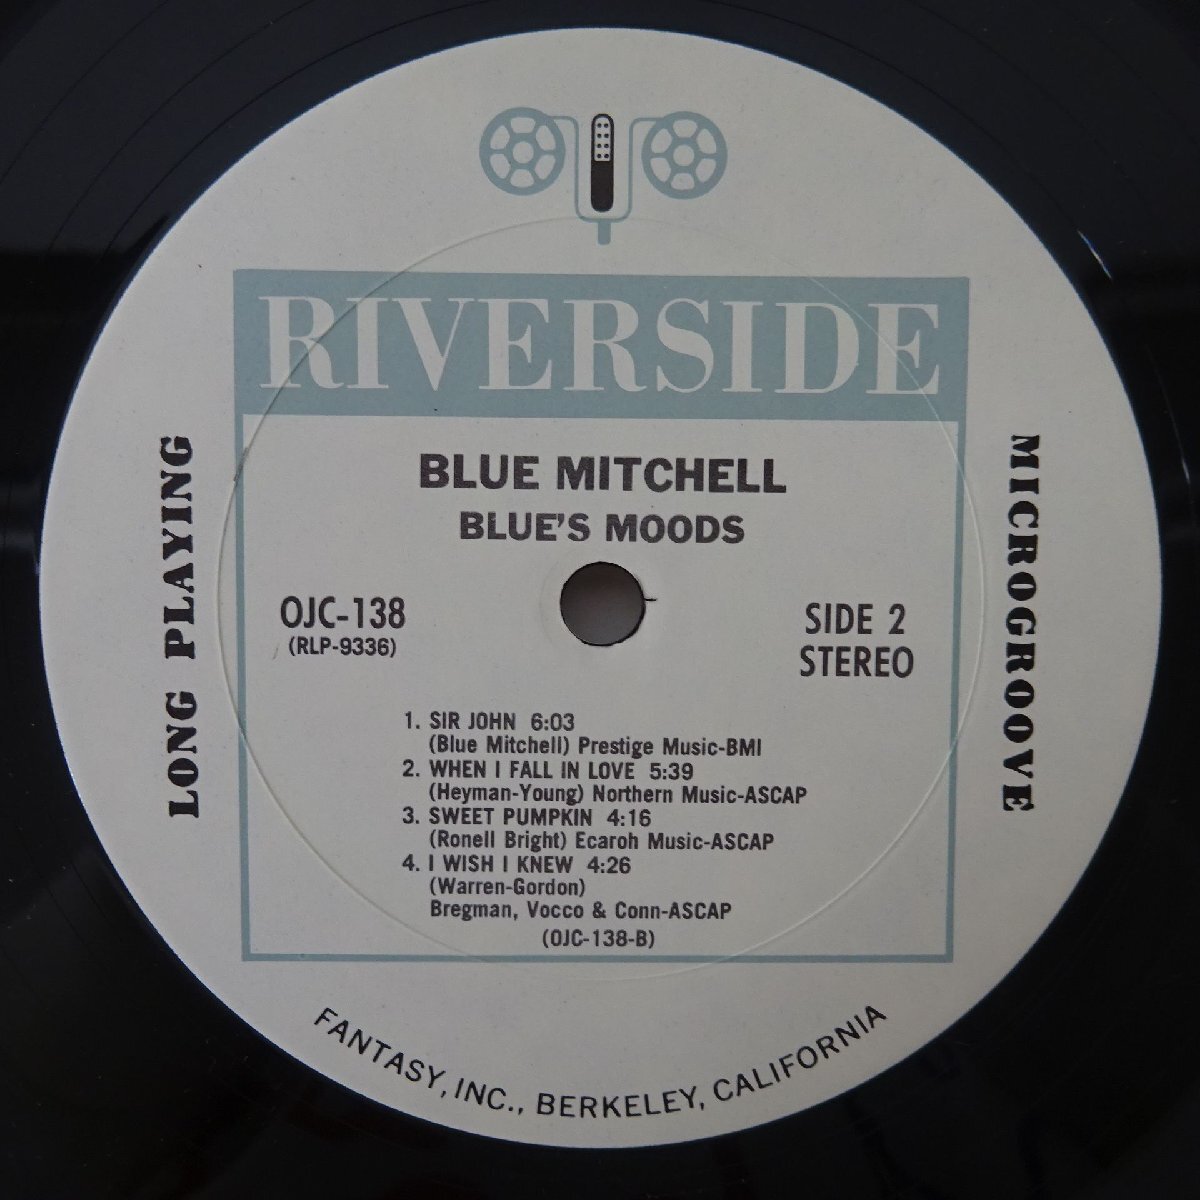 RIVERSIDE
LONG PLAYING
MICROGROOVE
BLUE MITCHELL
BLUE'S MOODS
OJC-138
(RLP-9336)
SIDE 2
STEREO
1. SIR JOHN 6:03
(Blue Mitchell) Prestige Music-BMI
2. WHEN I FALL IN LOVE 5:39
(Heyman-Young) Northern Music-ASCAP
3. SWEET PUMPKIN 4:16
(Ronell Bright) Ecaroh Music-ASCAP
4. I WISH I KNEW 4:26
(Warren-Gordon)
Bregman, Vocco & Conn-ASCAP
(OJC-138-B)
FANTASY, INC., BERKELEY, CALIFORNIA